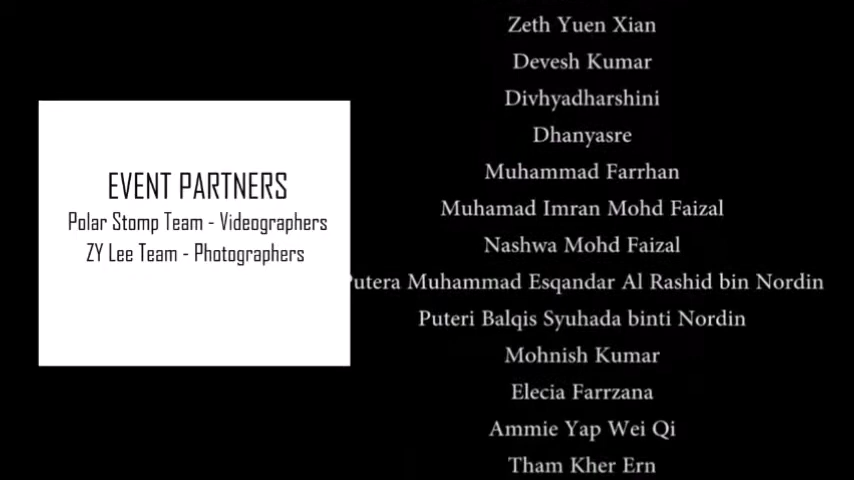 EVENT PARTNERS
Polar Stomp Team - Videographers
ZY Lee Team - Photographers
Zeth Yuen Xian
Devesh Kumar
Divhyadharshini
Dhanyasre
Muhammad Farrhan
Muhamad Imran Mohd Faizal
Nashwa Mohd Faizal
utera Muhammad Esqandar Al Rashid bin Nordin
Puteri Balqis Syuhada binti Nordin
Mohnish Kumar
Elecia Farrzana
Ammie Yap Wei Qi
Tham Kher Ern